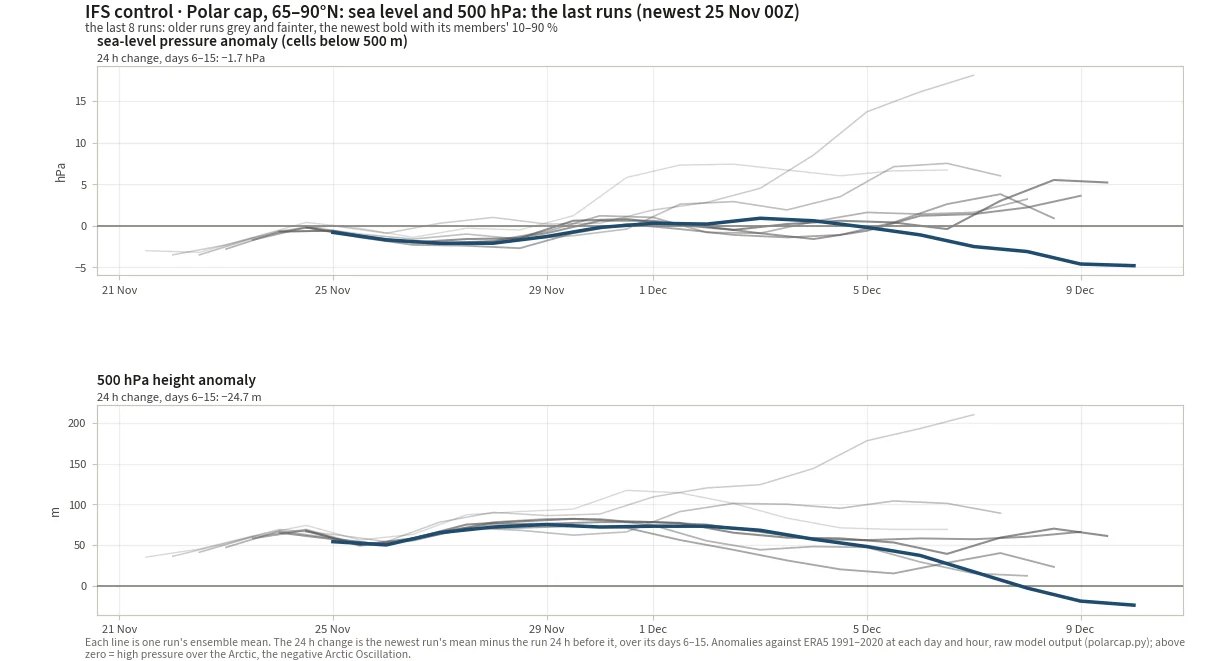 IFS control · Polar cap, 65–90°N: sea level and 500 hPa: the last runs (newest 25 Nov 00Z)
the last 8 runs: older runs grey and fainter, the newest bold with its members' 10–90 %
sea-level pressure anomaly (cells below 500 m)
24 h change, days 6–15: −1.7 hPa
15
10
5
0
−5
hPa
21 Nov
25 Nov
29 Nov
1 Dec
5 Dec
9 Dec
500 hPa height anomaly
24 h change, days 6–15: −24.7 m
200
150
100
50
0
m
21 Nov
25 Nov
29 Nov
1 Dec
5 Dec
9 Dec
Each line is one run's ensemble mean. The 24 h change is the newest run's mean minus the run 24 h before it, over its days 6–15. Anomalies against ERA5 1991–2020 at each day and hour, raw model output (polarcap.py); above
zero = high pressure over the Arctic, the negative Arctic Oscillation.